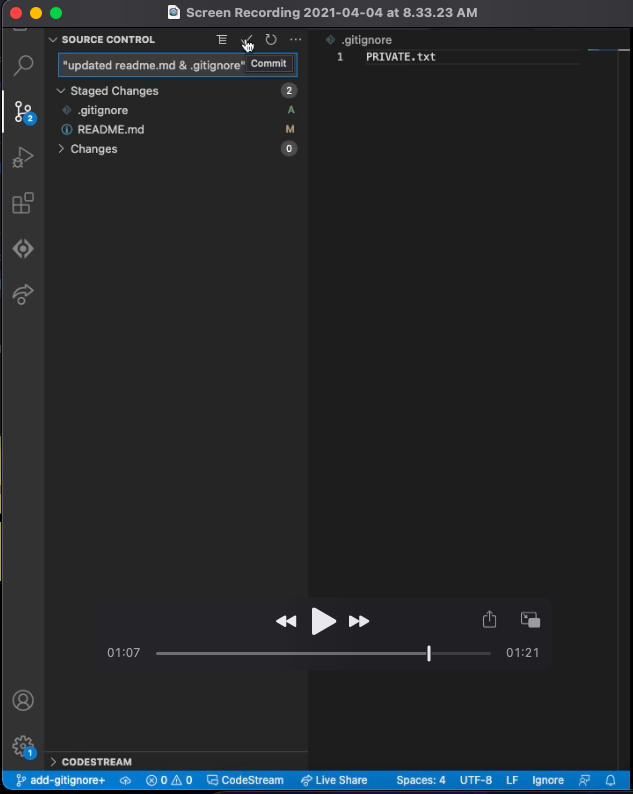 Screen Recording 2021-04-04 at 8.33.23 AM
SOURCE CONTROL
"updated readme.md & .gitignore"
Commit
Staged Changes 2
.gitignore A
README.md M
Changes 0
2
.gitignore
1 PRIVATE.txt
01:07 01:21
1
CODESTREAM
add-gitignore+ 0 0 CodeStream Live Share Spaces: 4 UTF-8 LF Ignore